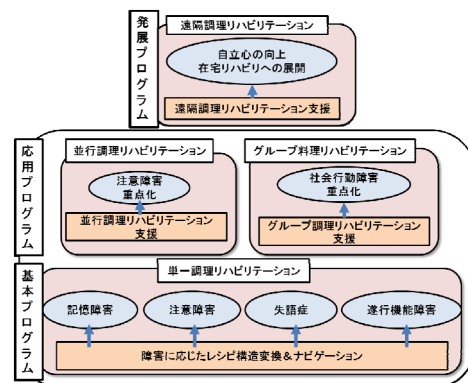 発展プログラム
遠隔調理リハビリテーション
自立心の向上
在宅リハビリへの展開
遠隔調理リハビリテーション支援
応用プログラム
並行調理リハビリテーション
注意障害
重点化
並行調理リハビリテーション
支援
グループ料理リハビリテーション
社会行動障害
重点化
グループ調理リハビリテーション
支援
基本プログラム
単一調理リハビリテーション
記憶障害
注意障害
失語症
遂行機能障害
障害に応じたレシピ構造変換&ナビゲーション